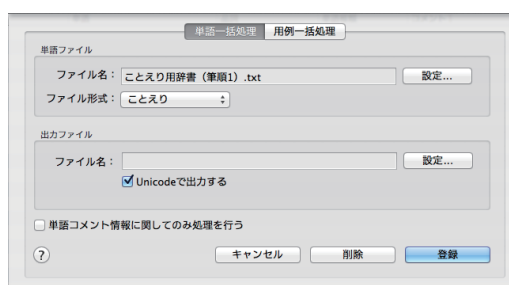 単語一括処理 用例一括処理
単語ファイル
ファイル名： ことえり用辞書（筆順1）.txt 設定...
ファイル形式： ことえり
出力ファイル
ファイル名： 設定...
Unicodeで出力する
単語コメント情報に関してのみ処理を行う
? キャンセル 削除 登録